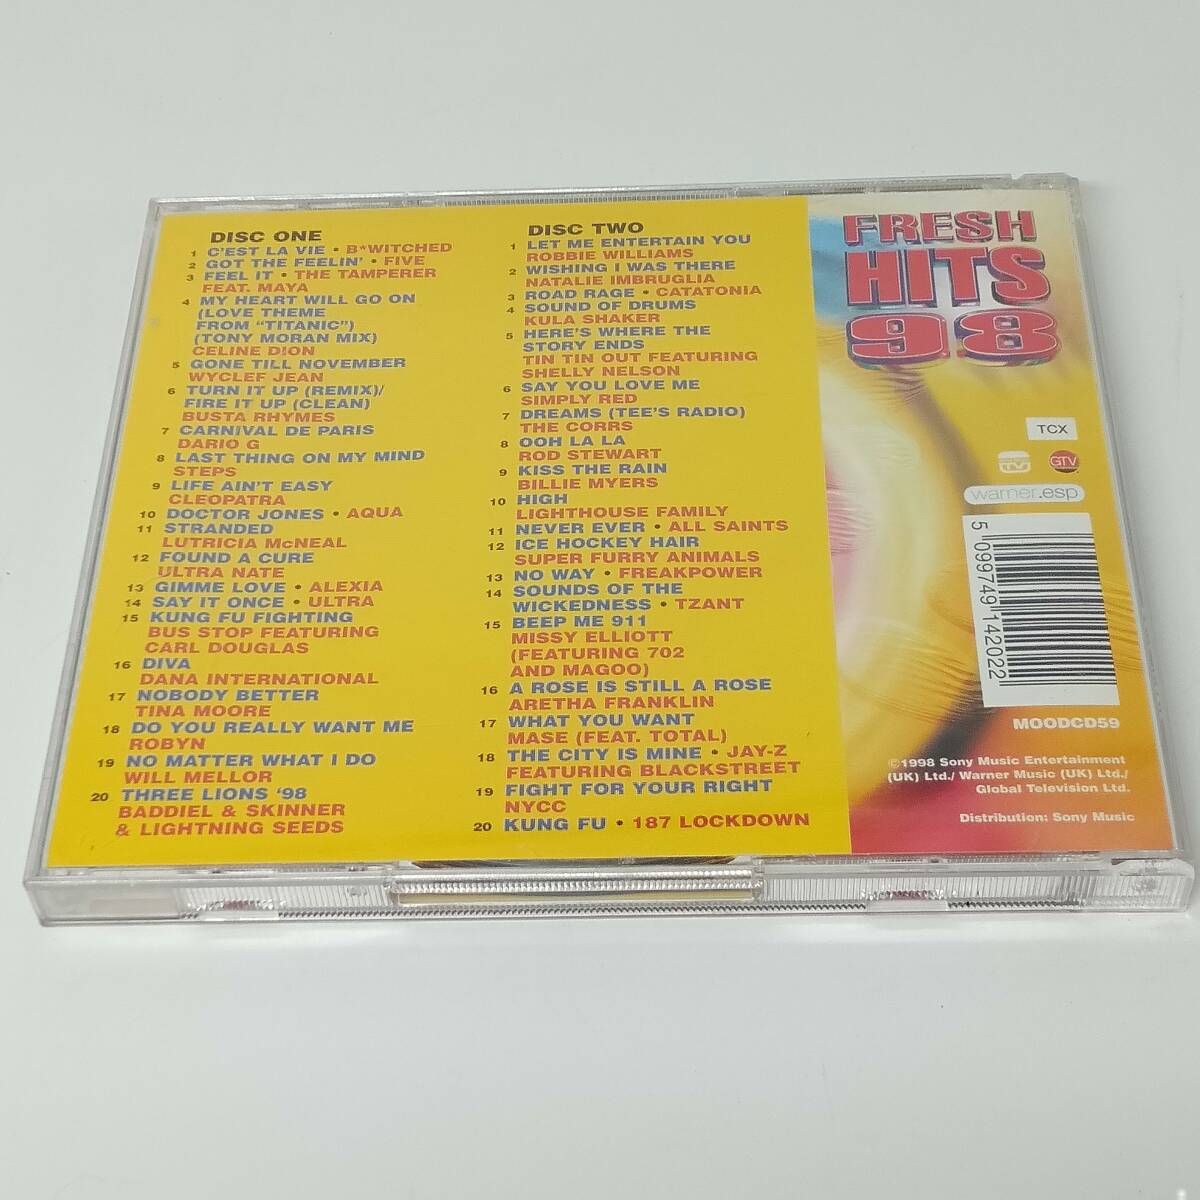 DISC ONE
1 C'EST LA VIE • B*WITCHED
2 GOT THE FEELIN' • FIVE
3 FEEL IT • THE TAMPERER
FEAT. MAYA
4 MY HEART WILL GO ON
(LOVE THEME
FROM "TITANIC")
(TONY MORAN MIX)
CELINE DION
5 GONE TILL NOVEMBER
WYCLEF JEAN
6 TURN IT UP (REMIX)/
FIRE IT UP (CLEAN)
BUSTA RHYMES
7 CARNIVAL DE PARIS
DARIO G
8 LAST THING ON MY MIND
STEPS
9 LIFE AIN'T EASY
CLEOPATRA
10 DOCTOR JONES • AQUA
11 STRANDED
LUTRICIA McNEAL
12 FOUND A CURE
ULTRA NATE
13 GIMME LOVE • ALEXIA
14 SAY IT ONCE • ULTRA
15 KUNG FU FIGHTING
BUS STOP FEATURING
CARL DOUGLAS
16 DIVA
DANA INTERNATIONAL
17 NOBODY BETTER
TINA MOORE
18 DO YOU REALLY WANT ME
ROBYN
19 NO MATTER WHAT I DO
WILL MELLOR
20 THREE LIONS '98
BADDIEL & SKINNER
& LIGHTNING SEEDS
DISC TWO
1 LET ME ENTERTAIN YOU
ROBBIE WILLIAMS
2 WISHING I WAS THERE
NATALIE IMBRUGLIA
3 ROAD RAGE • CATATONIA
4 SOUND OF DRUMS
KULA SHAKER
5 HERE'S WHERE THE
STORY ENDS
TIN TIN OUT FEATURING
SHELLY NELSON
6 SAY YOU LOVE ME
SIMPLY RED
7 DREAMS (TEE'S RADIO)
THE CORRS
8 OOH LA LA
ROD STEWART
9 KISS THE RAIN
BILLIE MYERS
10 HIGH
LIGHTHOUSE FAMILY
11 NEVER EVER • ALL SAINTS
12 ICE HOCKEY HAIR
SUPER FURRY ANIMALS
13 NO WAY • FREAKPOWER
14 SOUNDS OF THE
WICKEDNESS • TZANT
15 BEEP ME 911
MISSY ELLIOTT
(FEATURING 702
AND MAGOO)
16 A ROSE IS STILL A ROSE
ARETHA FRANKLIN
17 WHAT YOU WANT
MASE (FEAT. TOTAL)
18 THE CITY IS MINE • JAY-Z
FEATURING BLACKSTREET
19 FIGHT FOR YOUR RIGHT
NYCC
20 KUNG FU • 187 LOCKDOWN
FRESH
HITS
98
TCX
TV
GTV
warner.esp
5 099749 142022
MOODCD59
©1998 Sony Music Entertainment
(UK) Ltd./ Warner Music (UK) Ltd./
Global Television Ltd.
Distribution: Sony Music